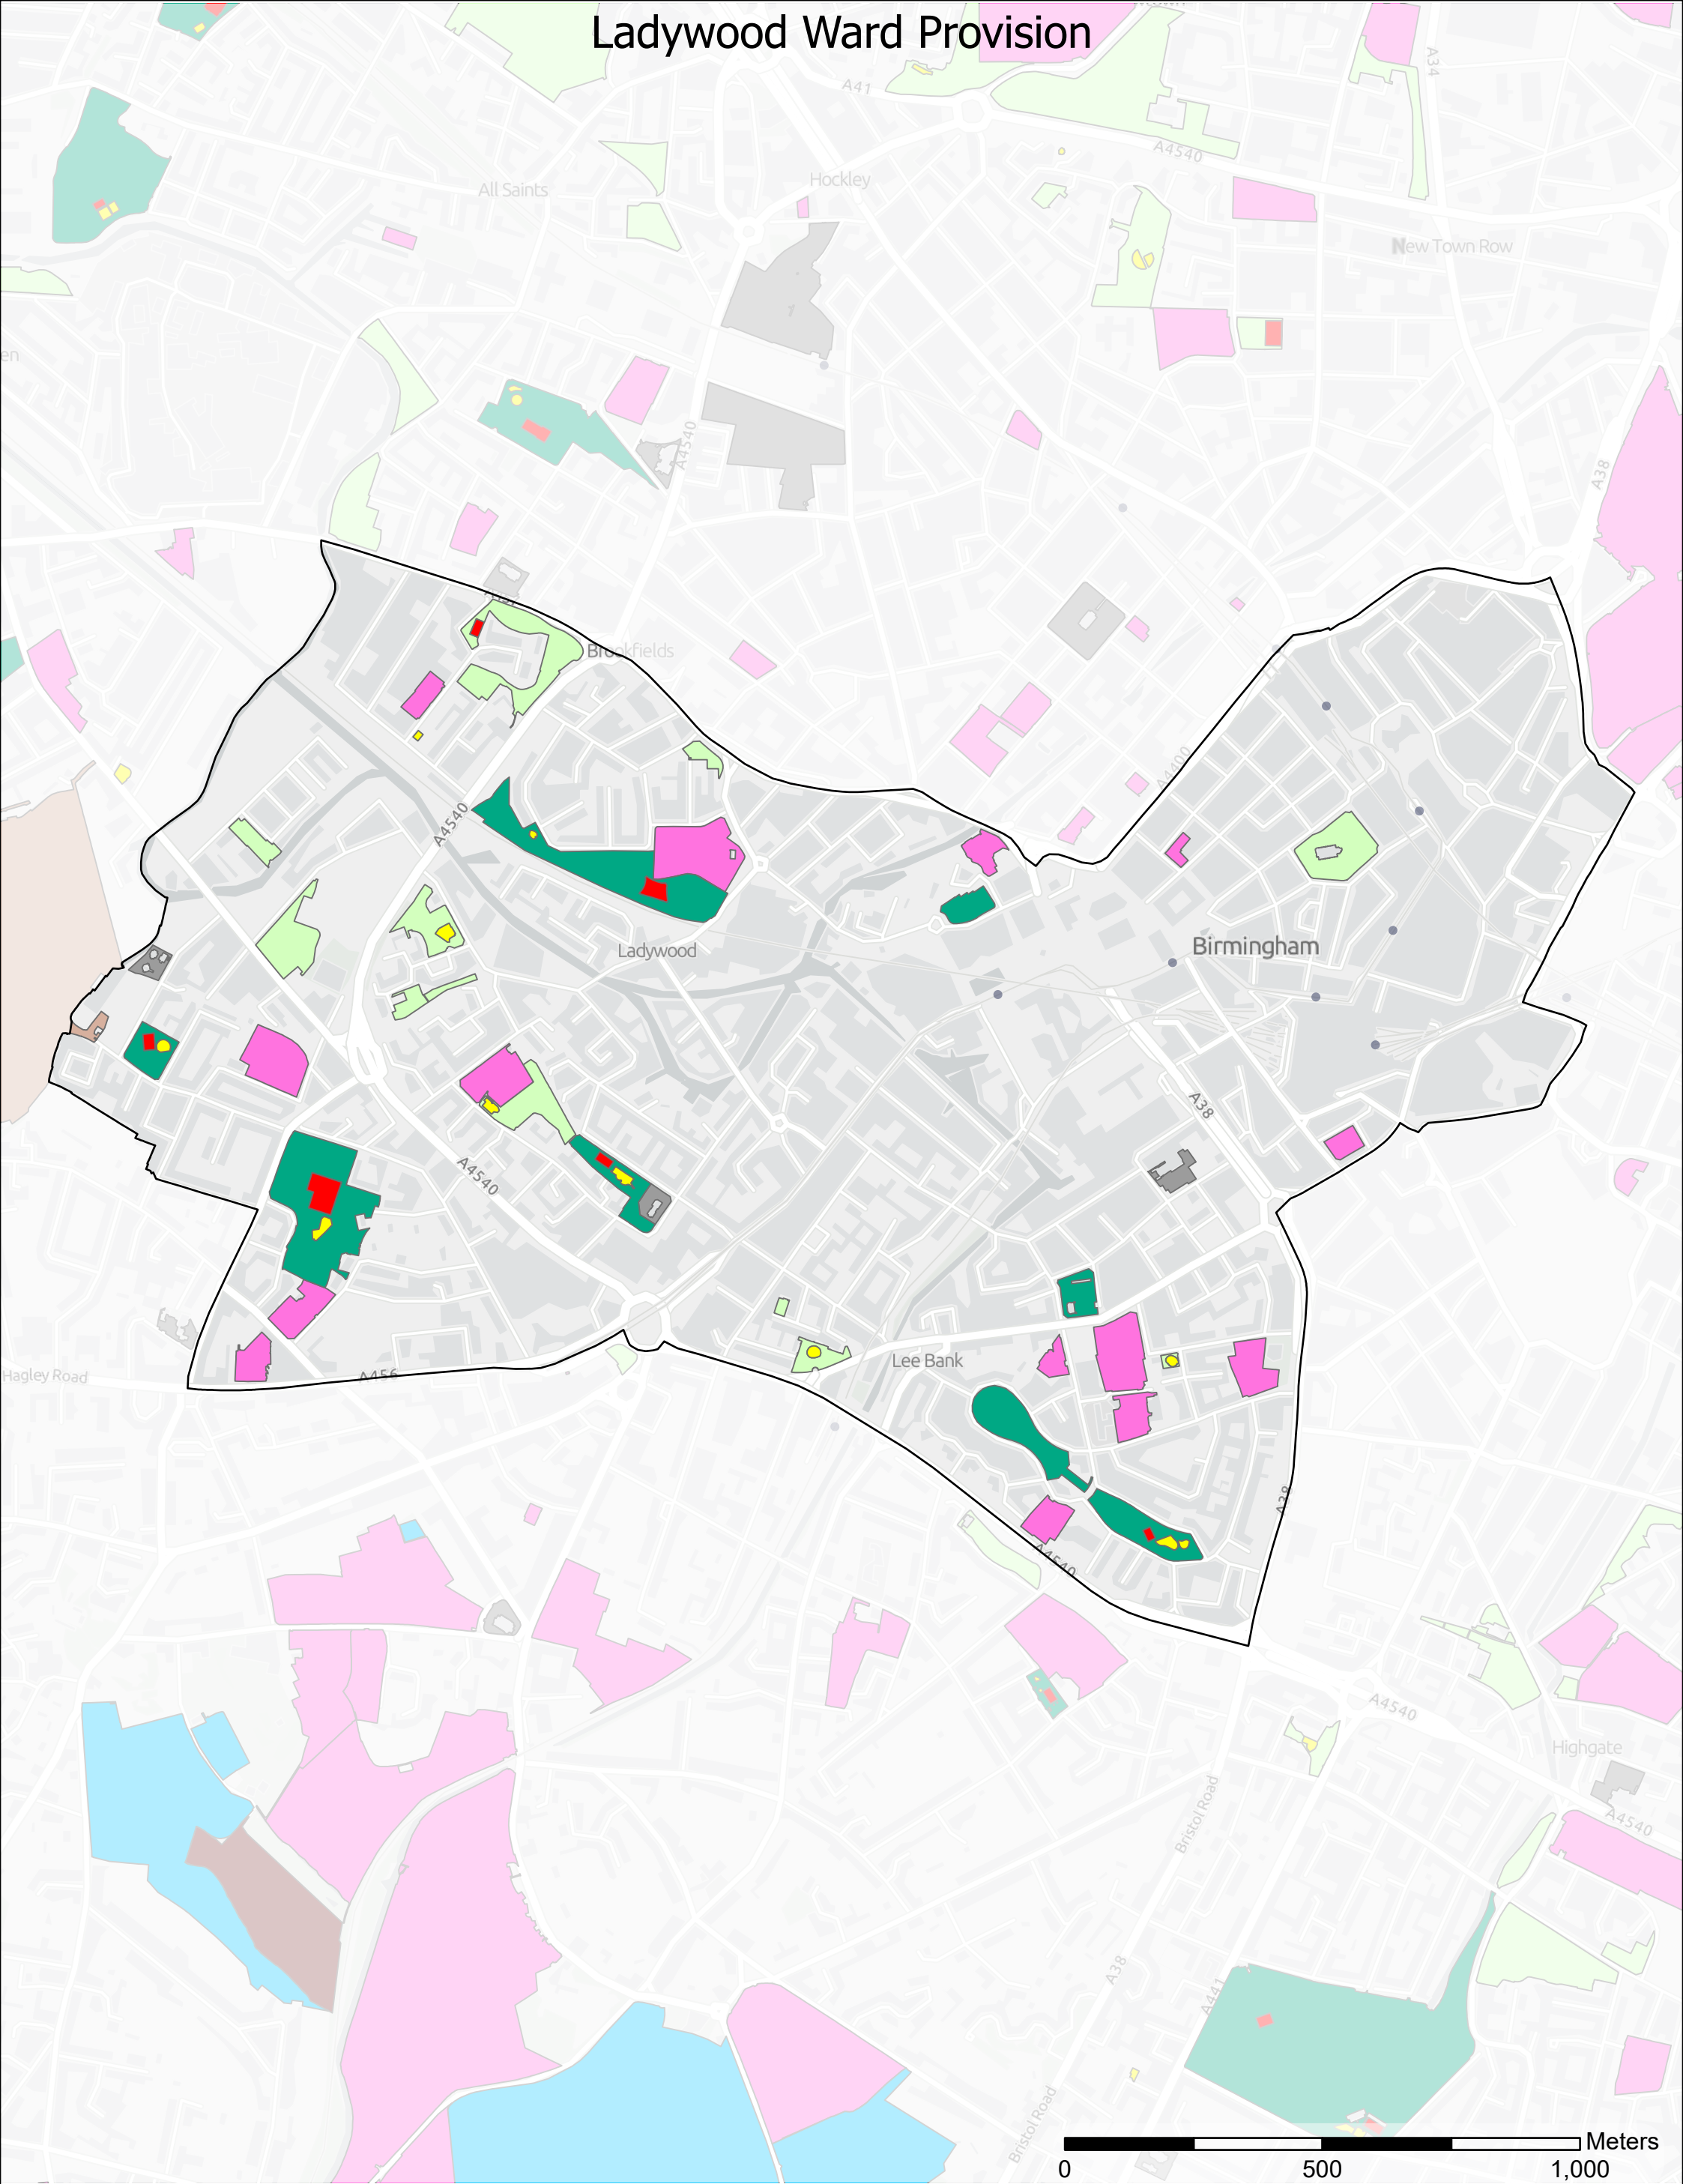 Ladywood Ward Provision
A41
A34
A4540
Hockley
All Saints
New Town Row
en
A4540
A38
Brookfields
A4400
A4540
Ladywood
Birmingham
A38
A4540
Lee Bank
Hagley Road
A456
A38
A4540
A4540
Highgate
Bristol Road
A4540
A38
A441
Bristol Road
Meters
0 500 1,000